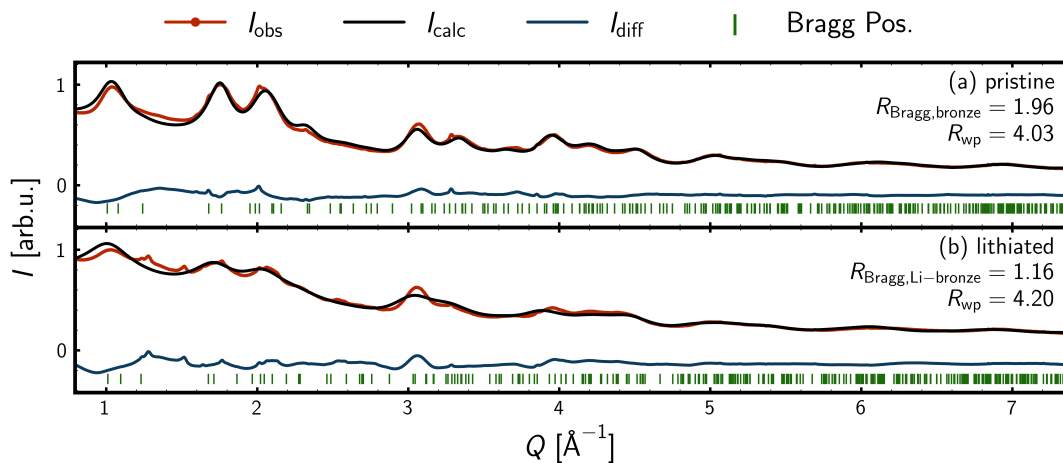 I_obs I_calc I_diff Bragg Pos.
(a) pristine
R_Bragg,bronze = 1.96
R_wp = 4.03
1
0
(b) lithiated
R_Bragg,Li−bronze = 1.16
R_wp = 4.20
1
0
I [arb.u.]
1 2 3 4 5 6 7
Q [Å⁻¹]